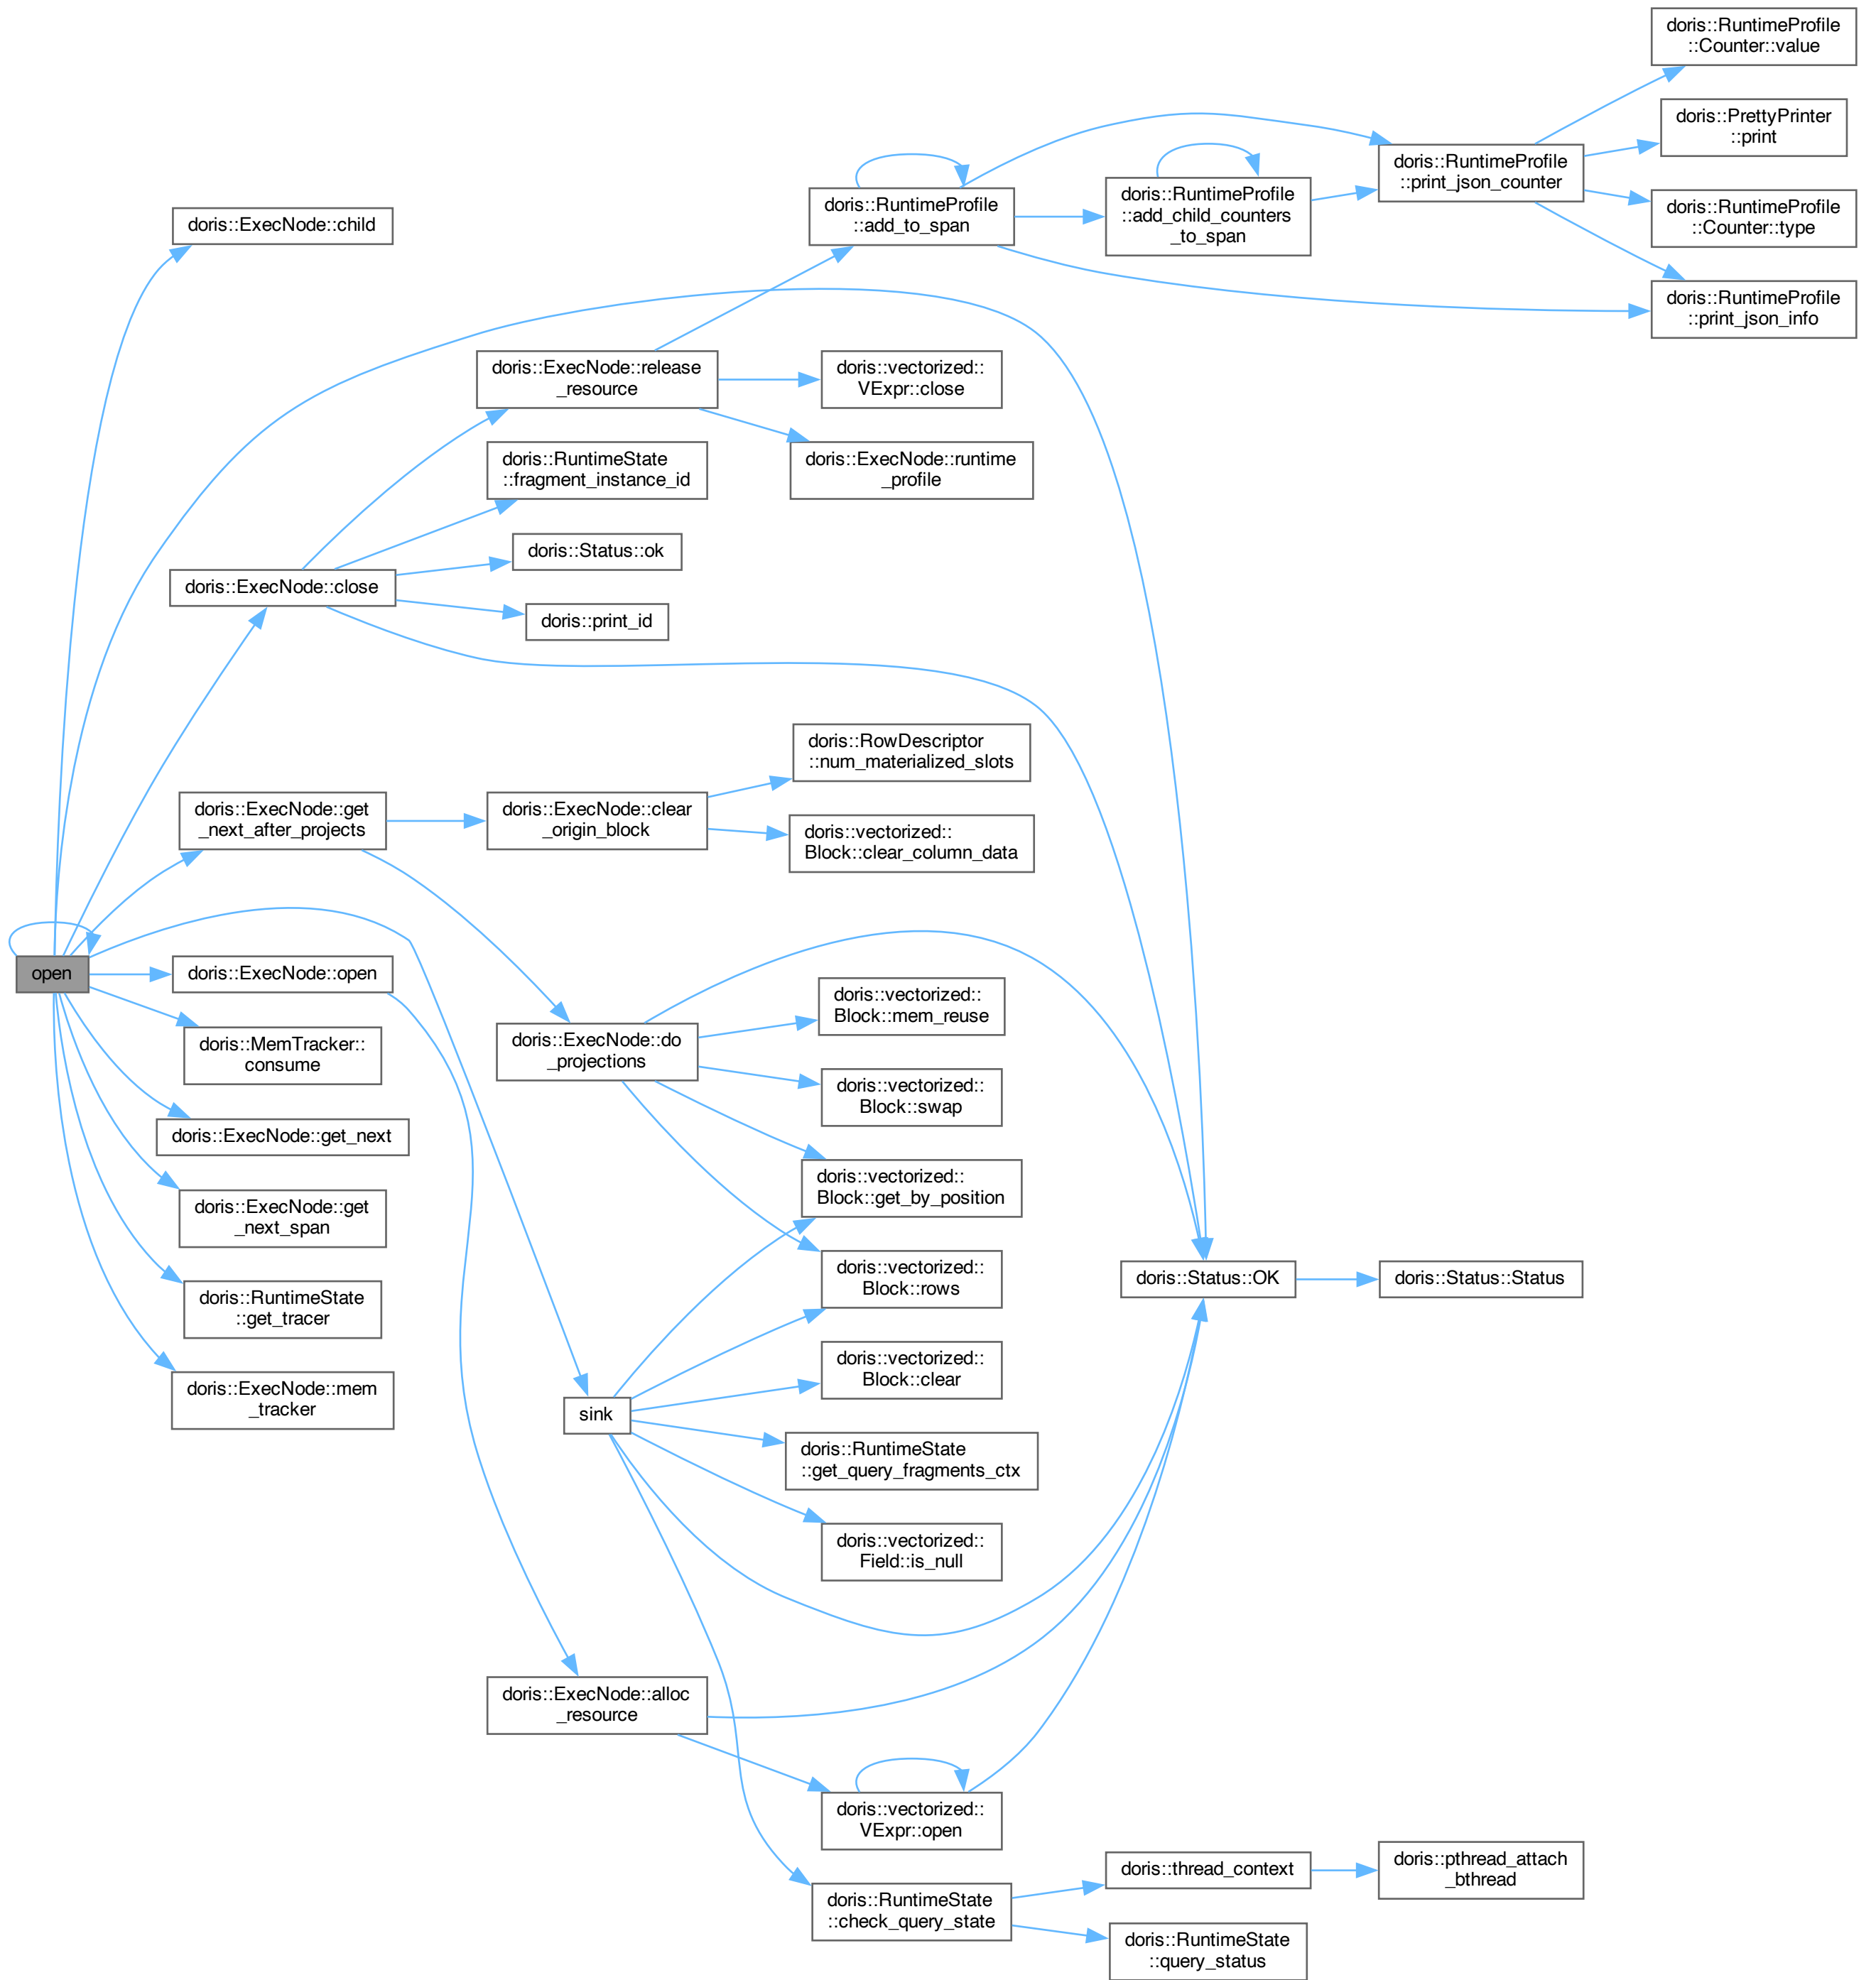 doris::RuntimeProfile
::Counter::value
doris::PrettyPrinter
::print
doris::RuntimeProfile
::print_json_counter
doris::RuntimeProfile
::add_child_counters
_to_span
doris::RuntimeProfile
::add_to_span
doris::RuntimeProfile
::Counter::type
doris::ExecNode::child
doris::RuntimeProfile
::print_json_info
doris::ExecNode::release
_resource
doris::vectorized::
VExpr::close
doris::RuntimeState
::fragment_instance_id
doris::ExecNode::runtime
_profile
doris::Status::ok
doris::ExecNode::close
doris::print_id
doris::RowDescriptor
::num_materialized_slots
doris::ExecNode::get
_next_after_projects
doris::ExecNode::clear
_origin_block
doris::vectorized::
Block::clear_column_data
open
doris::ExecNode::open
doris::vectorized::
Block::mem_reuse
doris::MemTracker::
consume
doris::ExecNode::do
_projections
doris::vectorized::
Block::swap
doris::ExecNode::get_next
doris::vectorized::
Block::get_by_position
doris::ExecNode::get
_next_span
doris::vectorized::
Block::rows
doris::Status::OK
doris::Status::Status
doris::RuntimeState
::get_tracer
doris::vectorized::
Block::clear
doris::ExecNode::mem
_tracker
sink
doris::RuntimeState
::get_query_fragments_ctx
doris::vectorized::
Field::is_null
doris::ExecNode::alloc
_resource
doris::vectorized::
VExpr::open
doris::thread_context
doris::pthread_attach
_bthread
doris::RuntimeState
::check_query_state
doris::RuntimeState
::query_status